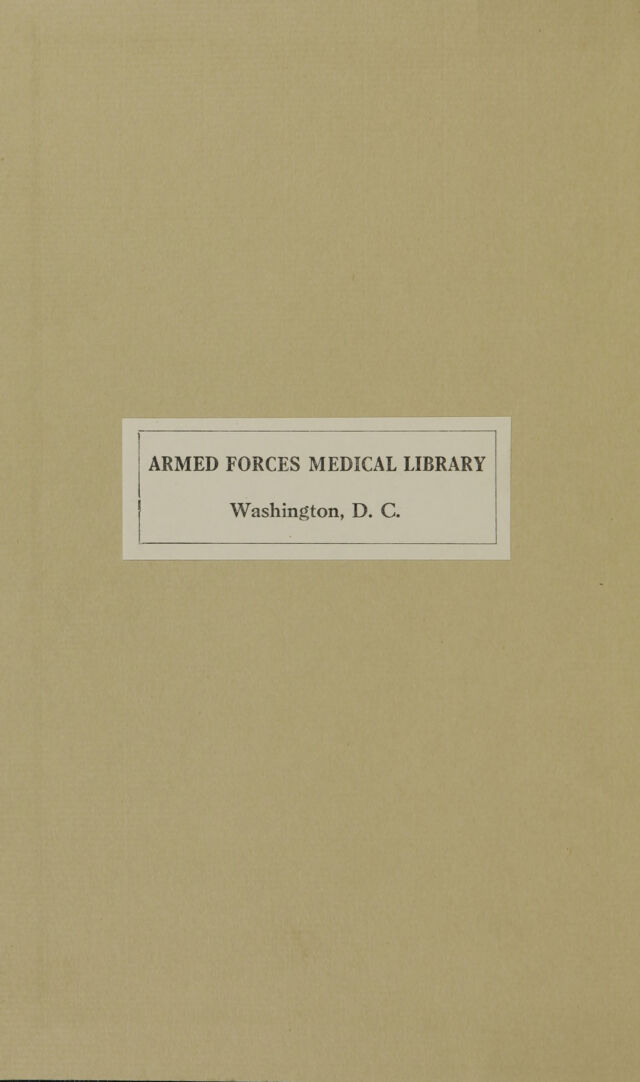 ARMED FORCES MEDICAL LIBRARY
Washington, D. C.